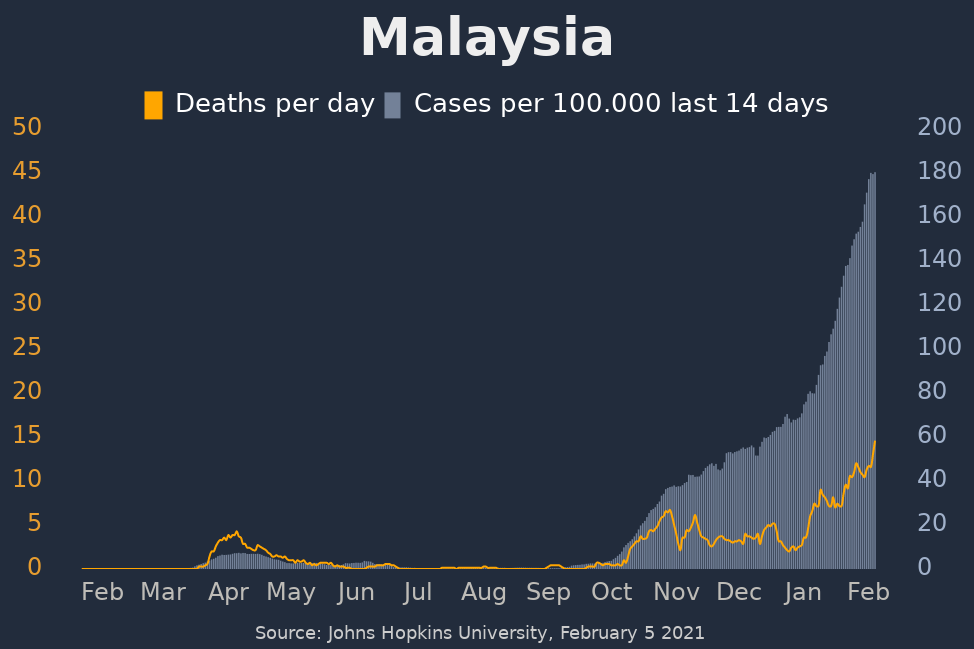 Malaysia
Deaths per day Cases per 100.000 last 14 days
50 200
45 180
40 160
35 140
30 120
25 100
20 80
15 60
10 40
5 20
0 0
Feb Mar Apr May Jun Jul Aug Sep Oct Nov Dec Jan Feb
Source: Johns Hopkins University, February 5 2021